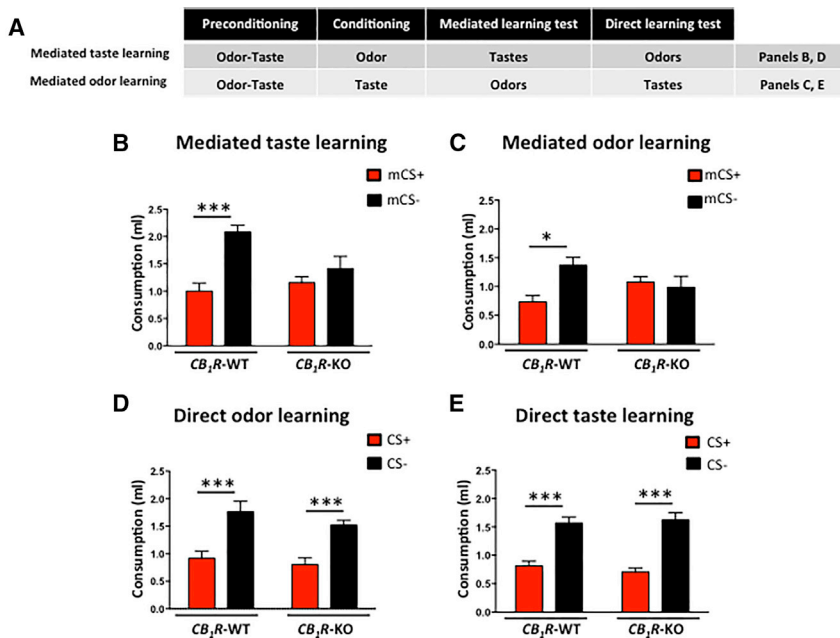 A
Preconditioning Conditioning Mediated learning test Direct learning test
Mediated taste learning Odor-Taste Odor Tastes Odors Panels B, D
Mediated odor learning Odor-Taste Taste Odors Tastes Panels C, E
B Mediated taste learning
mCS+
mCS-
Consumption (ml)
2.5
2.0
1.5
1.0
0.5
0.0
***
CB₁R-WT CB₁R-KO
C Mediated odor learning
mCS+
mCS-
Consumption (ml)
2.5
2.0
1.5
1.0
0.5
0.0
*
CB₁R-WT CB₁R-KO
D Direct odor learning
CS+
CS-
Consumption (ml)
2.5
2.0
1.5
1.0
0.5
0.0
*** ***
CB₁R-WT CB₁R-KO
E Direct taste learning
CS+
CS-
Consumption (ml)
2.5
2.0
1.5
1.0
0.5
0.0
*** ***
CB₁R-WT CB₁R-KO